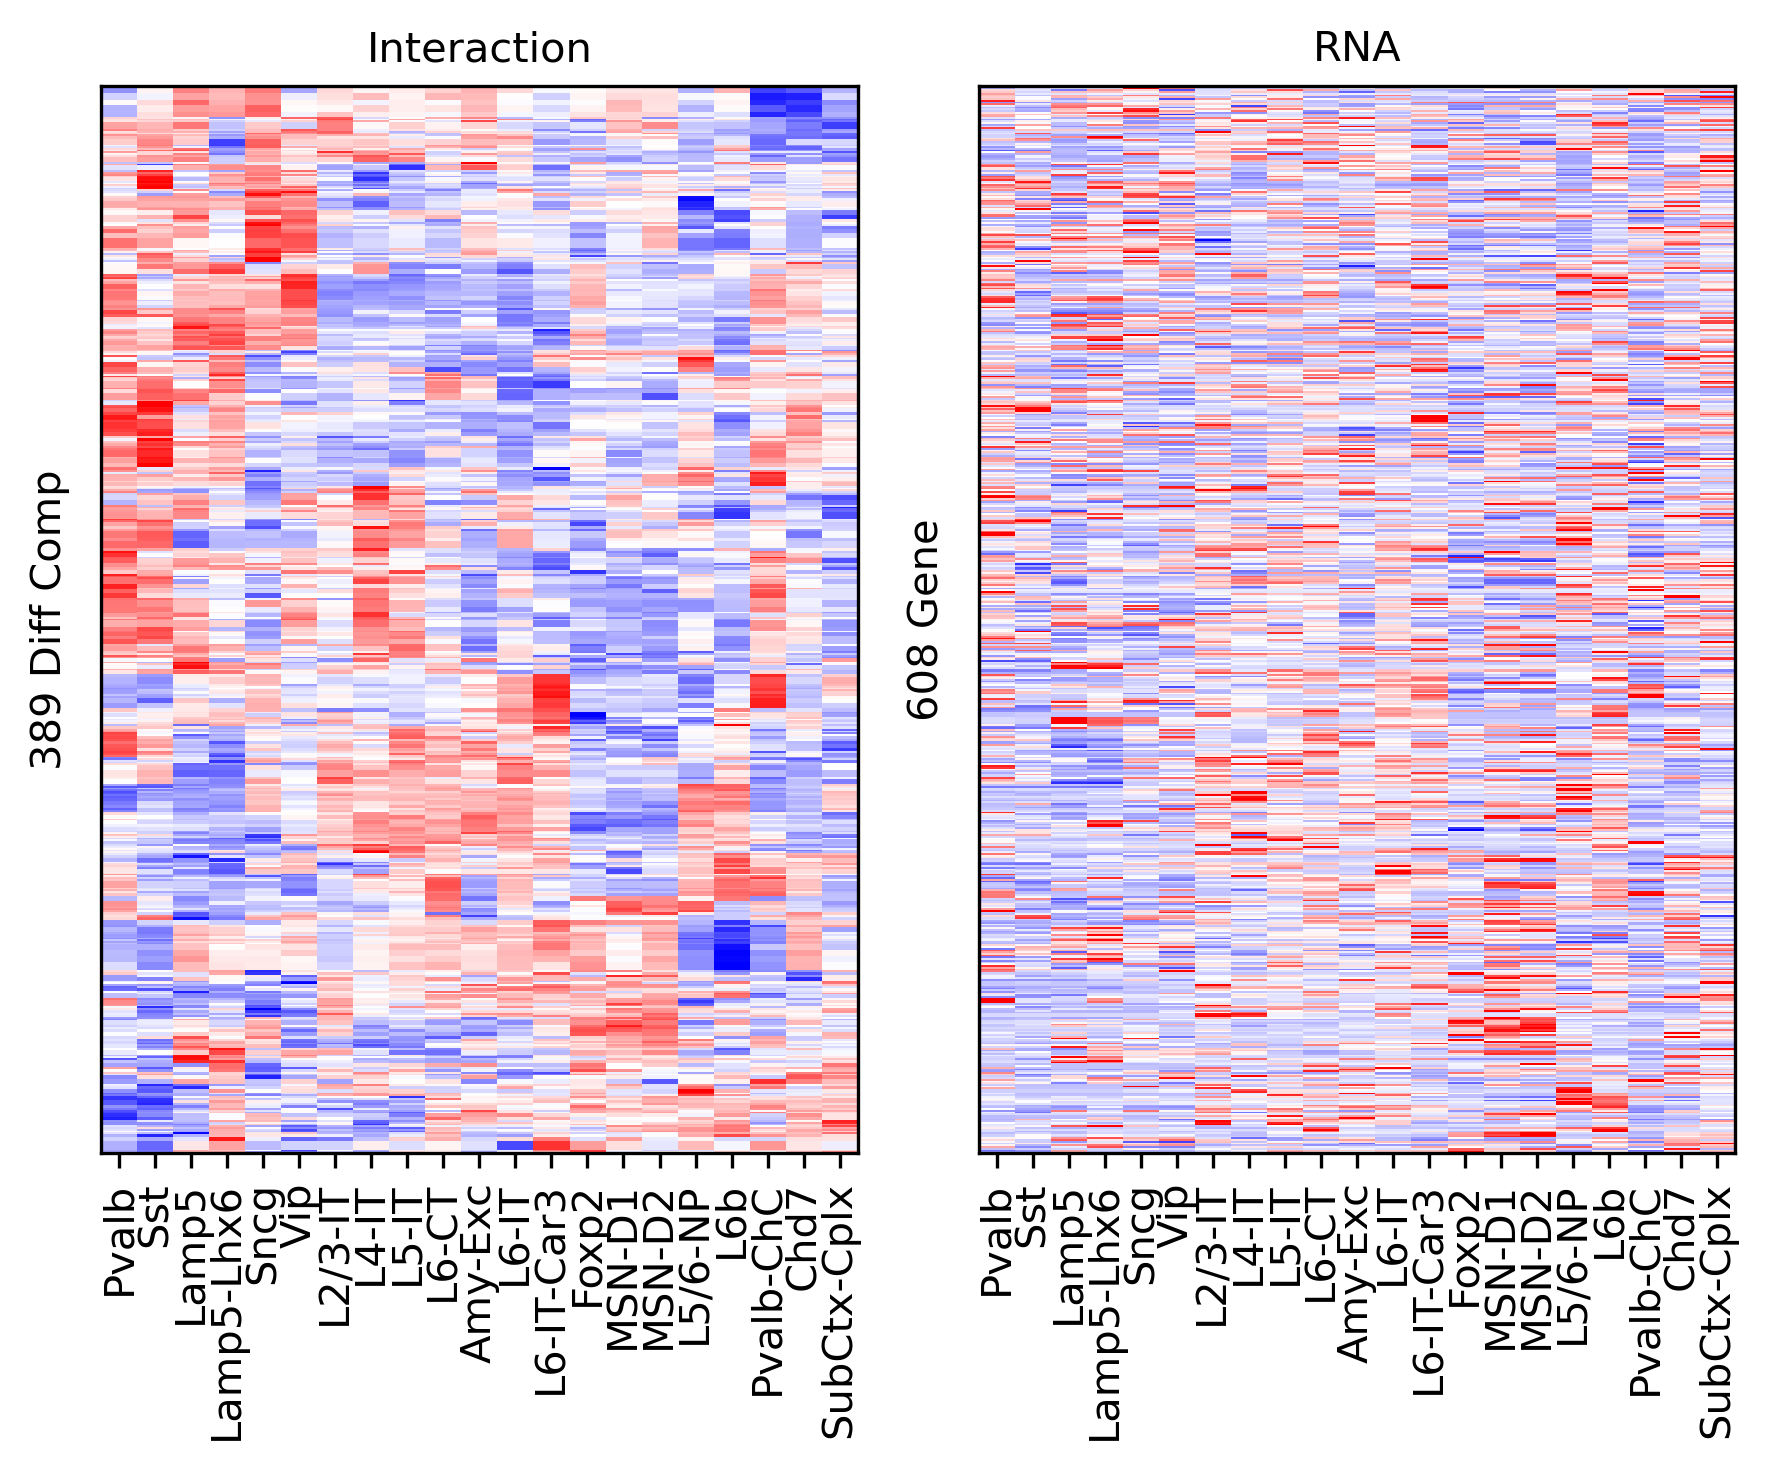 Interaction
RNA
389 Diff Comp
608 Gene
Pvalb
Sst
Lamp5
Lamp5-Lhx6
Sncg
Vip
L2/3-IT
L4-IT
L5-IT
L6-CT
Amy-Exc
L6-IT
L6-IT-Car3
Foxp2
MSN-D1
MSN-D2
L5/6-NP
L6b
Pvalb-ChC
Chd7
SubCtx-Cplx
Pvalb
Sst
Lamp5
Lamp5-Lhx6
Sncg
Vip
L2/3-IT
L4-IT
L5-IT
L6-CT
Amy-Exc
L6-IT
L6-IT-Car3
Foxp2
MSN-D1
MSN-D2
L5/6-NP
L6b
Pvalb-ChC
Chd7
SubCtx-Cplx